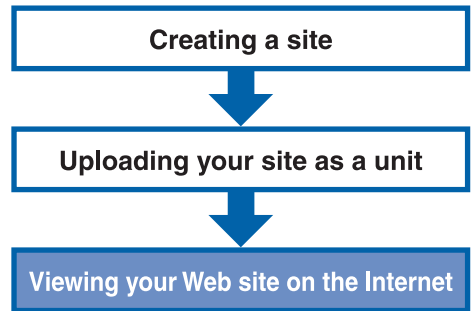 Creating a site
Uploading your site as a unit
Viewing your Web site on the Internet